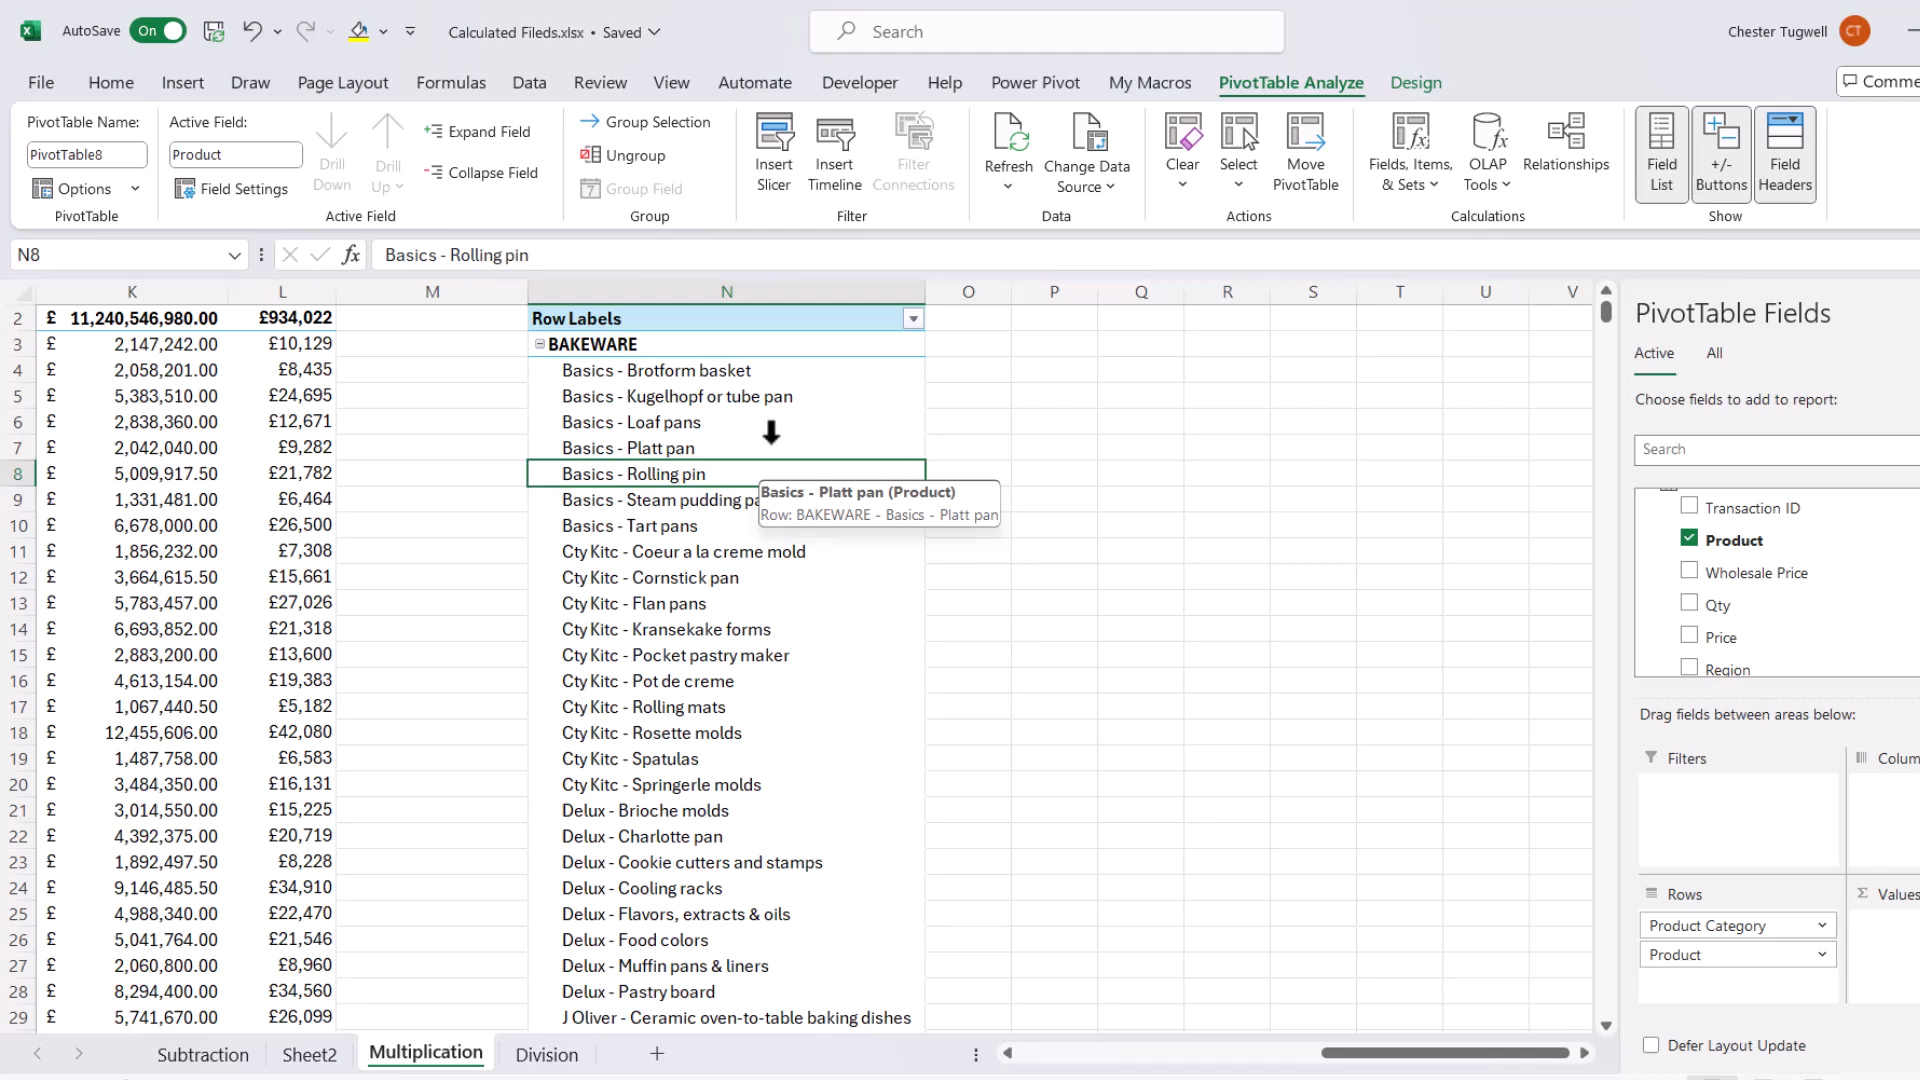 AutoSave On Calculated Fileds.xlsx • Saved Search Chester Tugwell CT
File Home Insert Draw Page Layout Formulas Data Review View Automate Developer Help Power Pivot My Macros PivotTable Analyze Design
PivotTable Name:
PivotTable8
Options
PivotTable
Active Field:
Product
Field Settings
Drill Down
Drill Up
Expand Field
Collapse Field
Active Field
Group Selection
Ungroup
Group Field
Group
Insert Slicer
Insert Timeline
Filter Connections
Filter
Refresh
Change Data Source
Data
Clear
Select
Move PivotTable
Actions
Fields, Items, & Sets
OLAP Tools
Relationships
Calculations
Field List
+/- Buttons
Field Headers
Show
N8 fx Basics - Rolling pin
K L M N O P Q R S T U V
2 £ 11,240,546,980.00 £934,022 Row Labels
3 £ 2,147,242.00 £10,129 BAKEWARE
4 £ 2,058,201.00 £8,435 Basics - Brotform basket
5 £ 5,383,510.00 £24,695 Basics - Kugelhopf or tube pan
6 £ 2,838,360.00 £12,671 Basics - Loaf pans
7 £ 2,042,040.00 £9,282 Basics - Platt pan
8 £ 5,009,917.50 £21,782 Basics - Rolling pin
9 £ 1,331,481.00 £6,464 Basics - Steam pudding
10 £ 6,678,000.00 £26,500 Basics - Tart pans
11 £ 1,856,232.00 £7,308 Cty Kitc - Coeur a la creme mold
12 £ 3,664,615.50 £15,661 Cty Kitc - Cornstick pan
13 £ 5,783,457.00 £27,026 Cty Kitc - Flan pans
14 £ 6,693,852.00 £21,318 Cty Kitc - Kransekake forms
15 £ 2,883,200.00 £13,600 Cty Kitc - Pocket pastry maker
16 £ 4,613,154.00 £19,383 Cty Kitc - Pot de creme
17 £ 1,067,440.50 £5,182 Cty Kitc - Rolling mats
18 £ 12,455,606.00 £42,080 Cty Kitc - Rosette molds
19 £ 1,487,758.00 £6,583 Cty Kitc - Spatulas
20 £ 3,484,350.00 £16,131 Cty Kitc - Springerle molds
21 £ 3,014,550.00 £15,225 Delux - Brioche molds
22 £ 4,392,375.00 £20,719 Delux - Charlotte pan
23 £ 1,892,497.50 £8,228 Delux - Cookie cutters and stamps
24 £ 9,146,485.50 £34,910 Delux - Cooling racks
25 £ 4,988,340.00 £22,470 Delux - Flavors, extracts & oils
26 £ 5,041,764.00 £21,546 Delux - Food colors
27 £ 2,060,800.00 £8,960 Delux - Muffin pans & liners
28 £ 8,294,400.00 £34,560 Delux - Pastry board
29 £ 5,741,670.00 £26,099 J Oliver - Ceramic oven-to-table baking dishes
Basics - Platt pan (Product)
Row: BAKEWARE - Basics - Platt pan
PivotTable Fields
Active All
Choose fields to add to report:
Search
Transaction ID
Product
Wholesale Price
Qty
Price
Region
Drag fields between areas below:
Filters
Rows
Values
Product Category
Product
Defer Layout Update
Subtraction Sheet2 Multiplication Division +